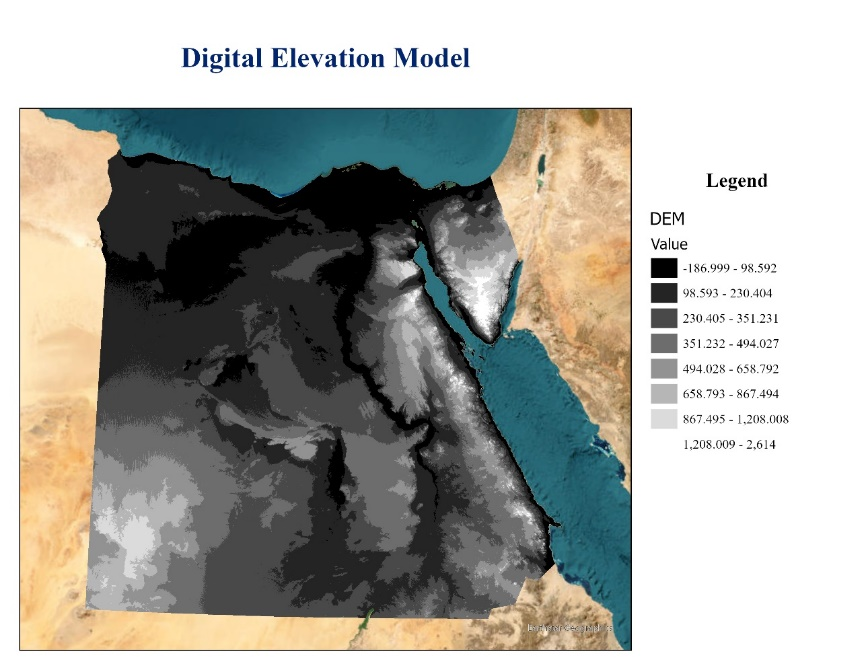 Digital Elevation Model
Legend
DEM
Value
-186.999 - 98.592
98.593 - 230.404
230.405 - 351.231
351.232 - 494.027
494.028 - 658.792
658.793 - 867.494
867.495 - 1,208.008
1,208.009 - 2,614